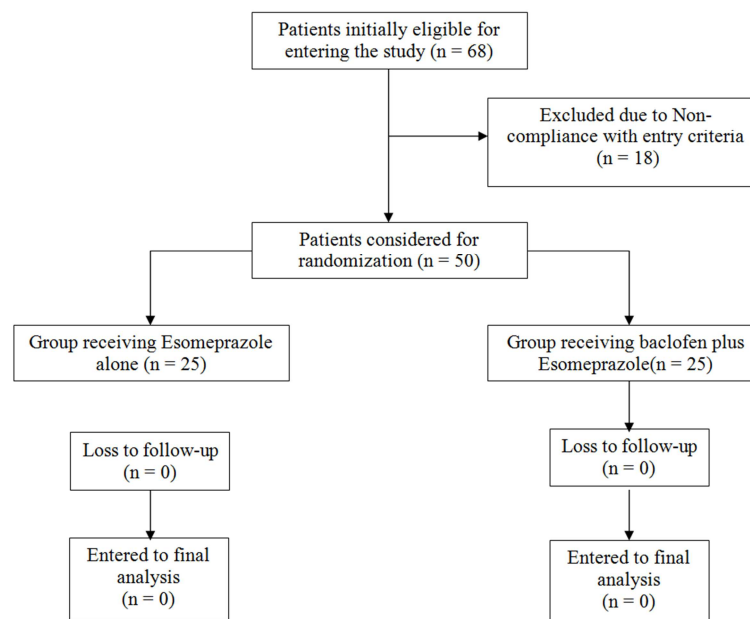 Patients initially eligible for
entering the study (n = 68)
Excluded due to Non-
compliance with entry criteria
(n = 18)
Patients considered for
randomization (n = 50)
Group receiving Esomeprazole
alone (n = 25)
Group receiving baclofen plus
Esomeprazole(n = 25)
Loss to follow-up
(n = 0)
Loss to follow-up
(n = 0)
Entered to final
analysis
(n = 0)
Entered to final
analysis
(n = 0)